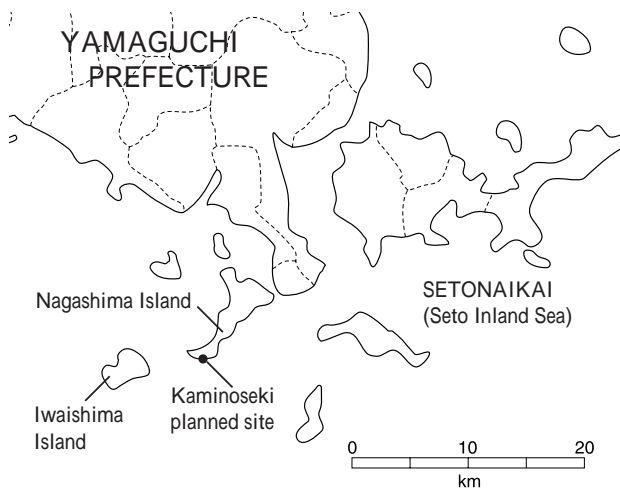 YAMAGUCHI
PREFECTURE
Nagashima Island
SETONAIKAI
(Seto Inland Sea)
Iwaishima
Island
Kaminoseki
planned site
0 10 20
km